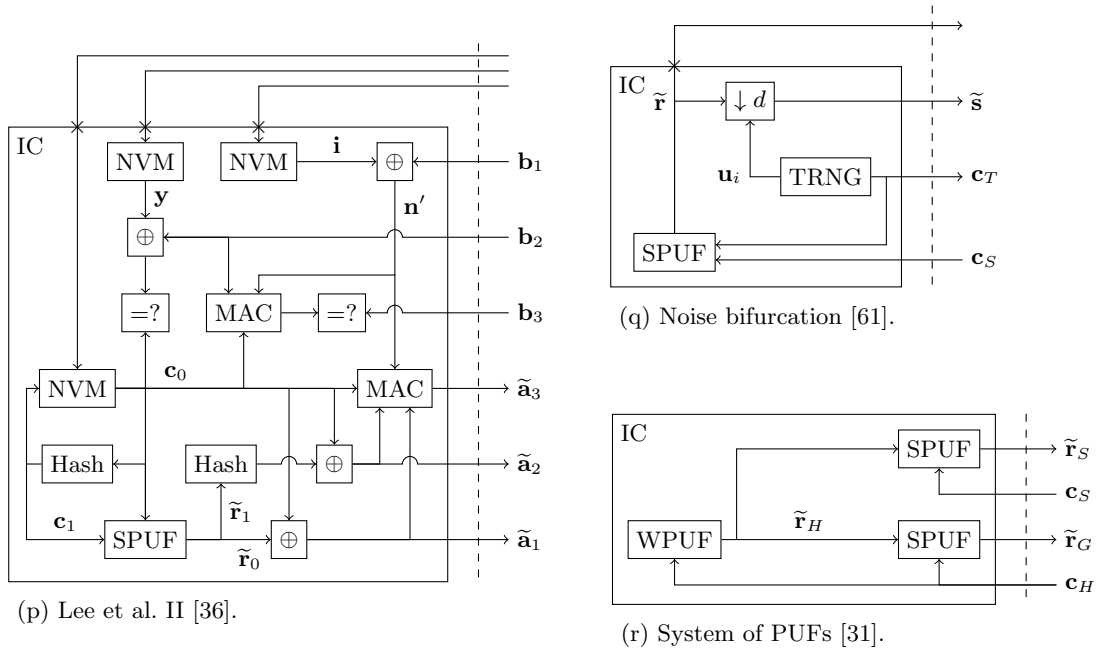 IC
NVM
NVM
i
⊕
b₁
y
n′
⊕
b₂
=?
MAC
=?
b₃
c₀
NVM
MAC
ã₃
Hash
Hash
⊕
ã₂
c₁
r̃₁
SPUF
r̃₀
⊕
ã₁
(p) Lee et al. II [36].
IC
r̃
↓ d
s̃
uᵢ
TRNG
c_T
SPUF
c_S
(q) Noise bifurcation [61].
IC
SPUF
r̃_S
c_S
r̃_H
WPUF
SPUF
r̃_G
c_H
(r) System of PUFs [31].